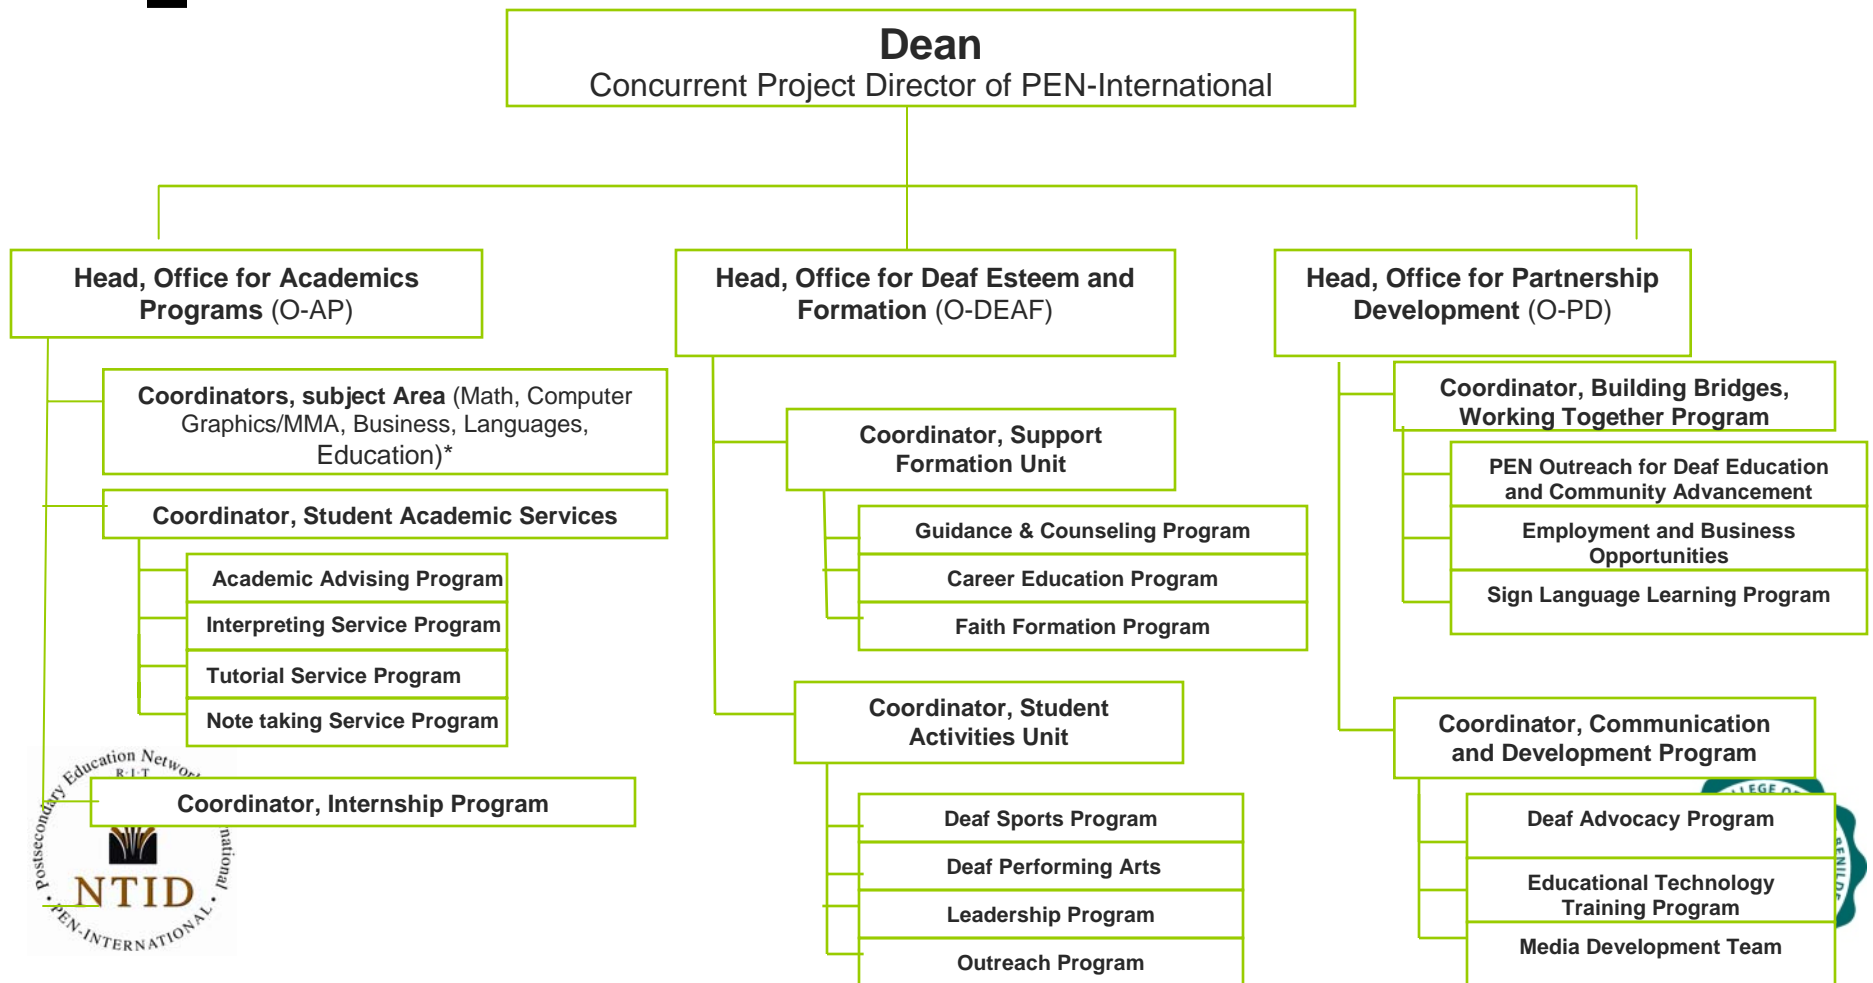 Dean
Concurrent Project Director of PEN-International
Head, Office for Academics
Programs (O-AP)
Coordinators, subject Area (Math, Computer
Graphics/MMA, Business, Languages,
Education)*
Coordinator, Student Academic Services
Academic Advising Program
Interpreting Service Program
Tutorial Service Program
Note taking Service Program
Coordinator, Internship Program
Head, Office for Deaf Esteem and
Formation (O-DEAF)
Coordinator, Support
Formation Unit
Guidance & Counseling Program
Career Education Program
Faith Formation Program
Coordinator, Student
Activities Unit
Deaf Sports Program
Deaf Performing Arts
Leadership Program
Outreach Program
Head, Office for Partnership
Development (O-PD)
Coordinator, Building Bridges,
Working Together Program
PEN Outreach for Deaf Education
and Community Advancement
Employment and Business
Opportunities
Sign Language Learning Program
Coordinator, Communication
and Development Program
Deaf Advocacy Program
Educational Technology
Training Program
Media Development Team
Postsecondary Education
R·I·T
NTID
PEN-INTERNATIONAL